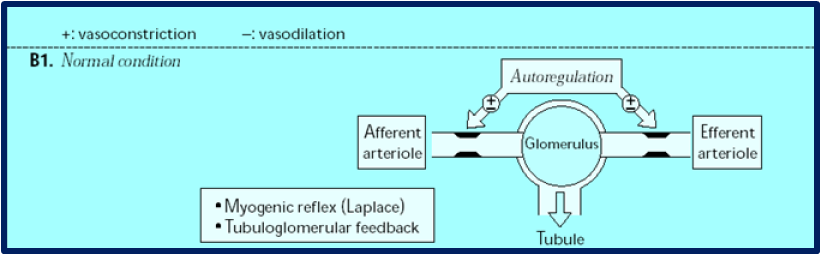 +: vasoconstriction –: vasodilation
B1. Normal condition
Autoregulation
+
–
+
–
Afferent
arteriole
Glomerulus
Efferent
arteriole
• Myogenic reflex (Laplace)
• Tubuloglomerular feedback
Tubule